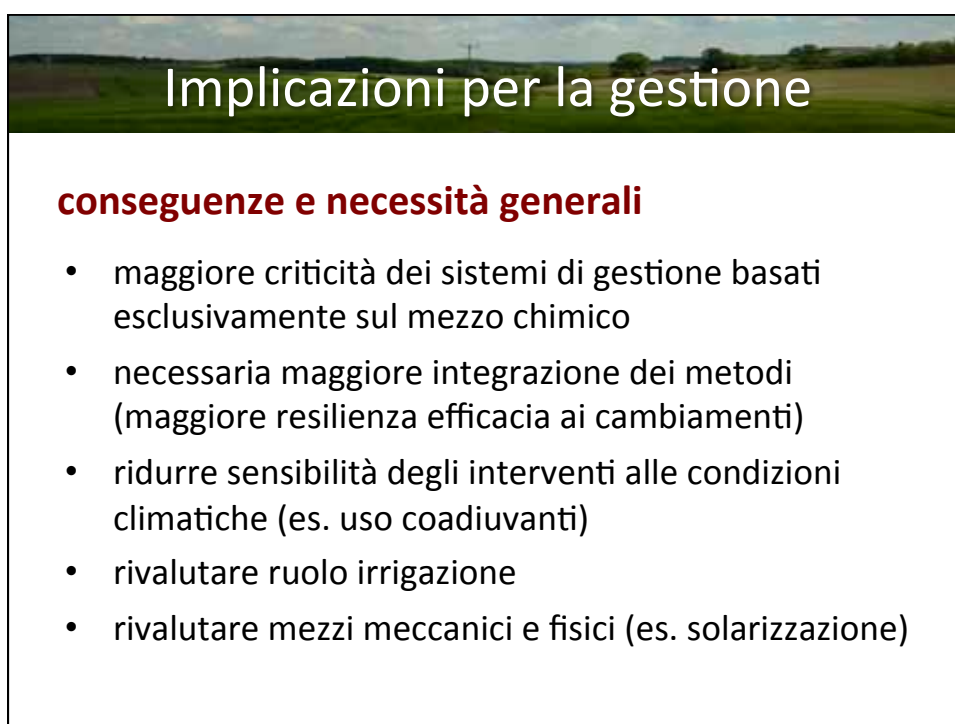 Implicazioni per la gestione
conseguenze e necessità generali
• maggiore criticità dei sistemi di gestione basati
esclusivamente sul mezzo chimico
• necessaria maggiore integrazione dei metodi
(maggiore resilienza efficacia ai cambiamenti)
• ridurre sensibilità degli interventi alle condizioni
climatiche (es. uso coadiuvanti)
• rivalutare ruolo irrigazione
• rivalutare mezzi meccanici e fisici (es. solarizzazione)